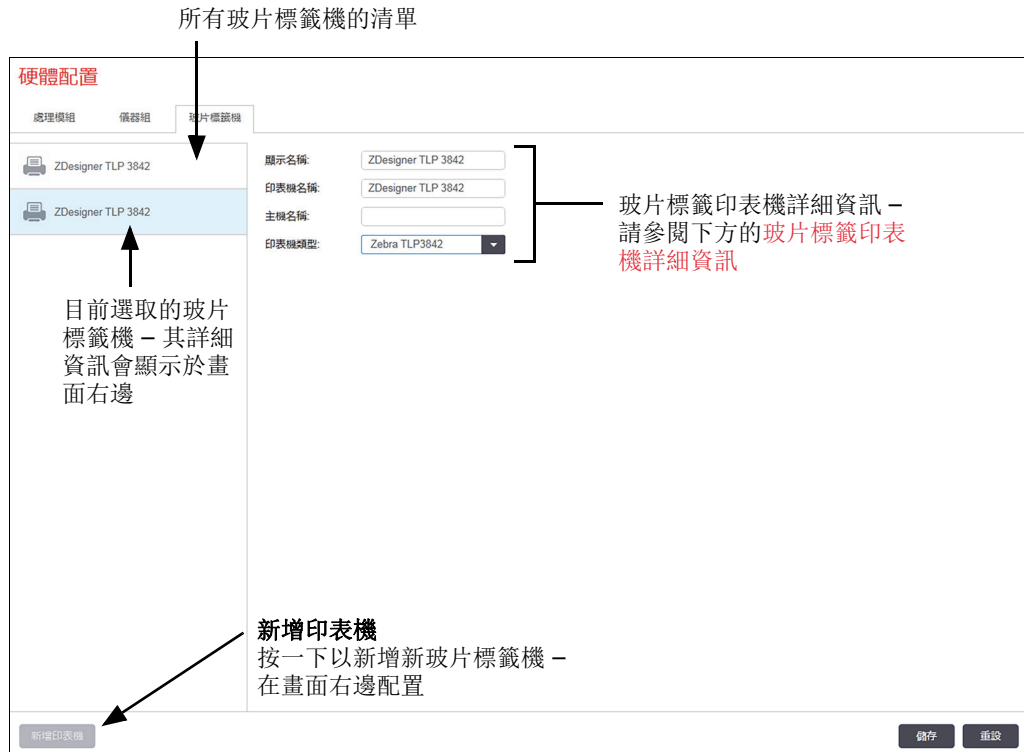 所有玻片標籤機的清單
硬體配置
處理模組 儀器組 玻片標籤機
ZDesigner TLP 3842
ZDesigner TLP 3842
顯示名稱: ZDesigner TLP 3842
印表機名稱: ZDesigner TLP 3842
主機名稱:
印表機類型: Zebra TLP3842
玻片標籤印表機詳細資訊 –
請參閱下方的玻片標籤印表
機詳細資訊
目前選取的玻片
標籤機 – 其詳細
資訊會顯示於畫
面右邊
新增印表機
按一下以新增新玻片標籤機 –
在畫面右邊配置
新增印表機
儲存 重設